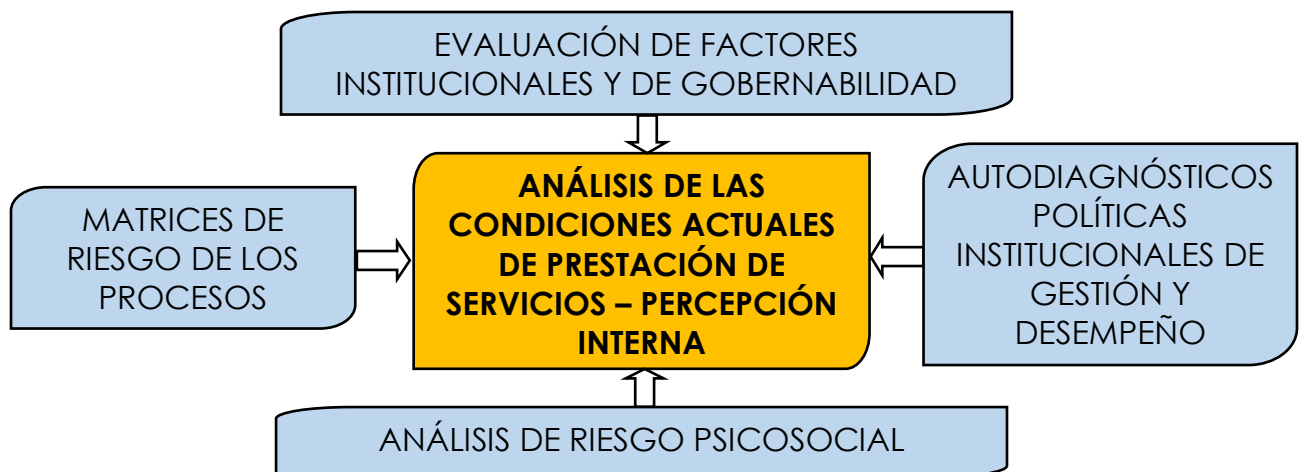 EVALUACIÓN DE FACTORES
INSTITUCIONALES Y DE GOBERNABILIDAD
MATRICES DE
RIESGO DE LOS
PROCESOS
ANÁLISIS DE LAS
CONDICIONES ACTUALES
DE PRESTACIÓN DE
SERVICIOS – PERCEPCIÓN
INTERNA
AUTODIAGNÓSTICOS
POLÍTICAS
INSTITUCIONALES DE
GESTIÓN Y
DESEMPEÑO
ANÁLISIS DE RIESGO PSICOSOCIAL